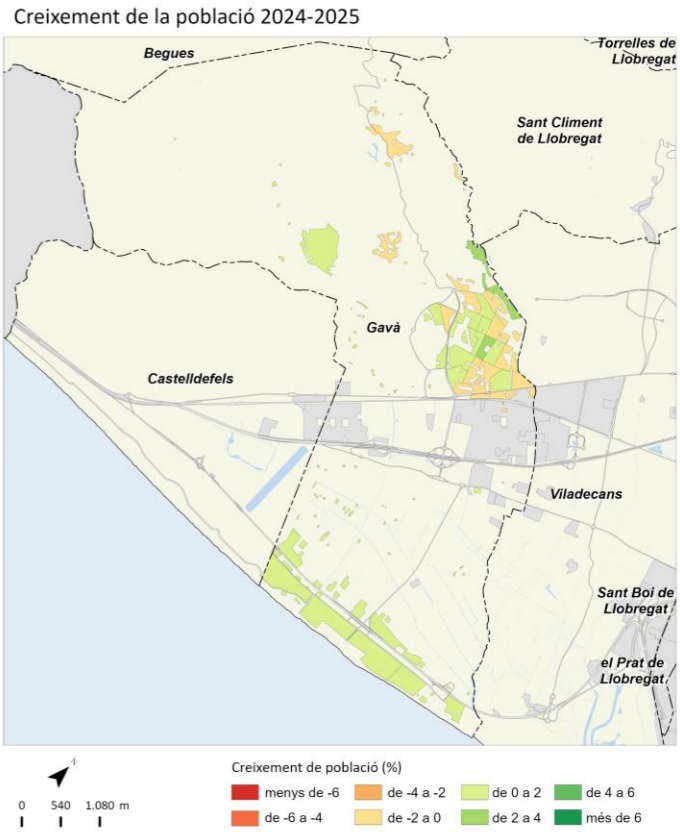 Creixement de la població 2024-2025
Begues
Torrelles de
Llobregat
Sant Climent
de Llobregat
Gavà
Castelldefels
Viladecans
Sant Boi de
Llobregat
el Prat de
Llobregat
N
0 540 1.080 m
Creixement de població (%)
menys de -6
de -4 a -2
de 0 a 2
de 4 a 6
de -6 a -4
de -2 a 0
de 2 a 4
més de 6